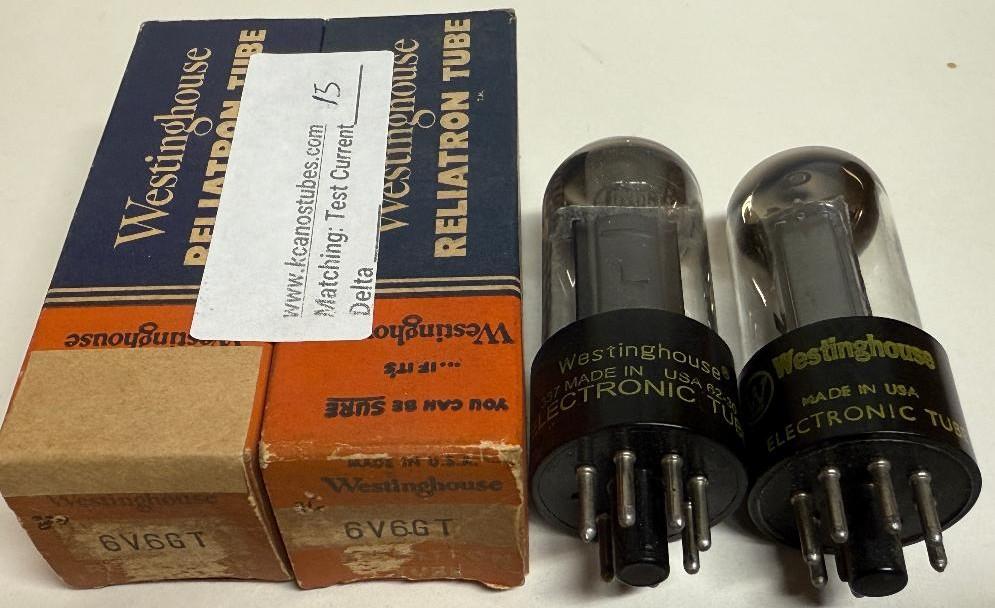 Westinghouse
RELIATRON TUBE
Westinghouse
RELIATRON TUBE
T.M.
www.kcanostubes.com
Matching: Test Current 13
Delta
Westinghouse
Westinghouse
...IF IT'S
YOU CAN BE SURE
MADE IN U.S.A.
Westinghouse
6V6GT
Westinghouse
6V6GT
Westinghouse®
337 MADE IN USA
ELECTRONIC TUBE
Westinghouse
MADE IN USA
ELECTRONIC TUBE
W